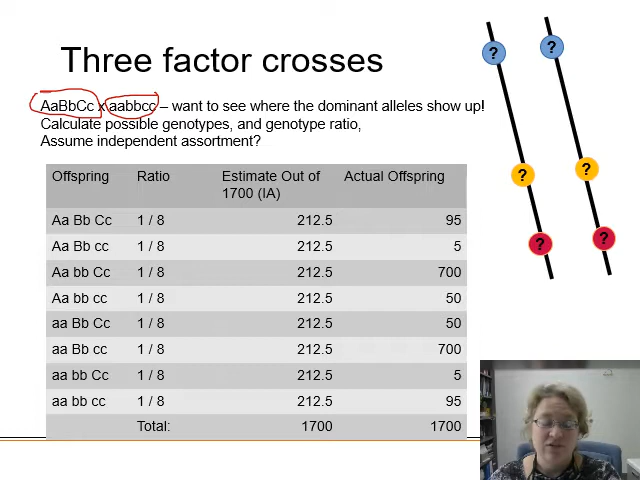 Three factor crosses
AaBbCc x aabbcc – want to see where the dominant alleles show up!
Calculate possible genotypes, and genotype ratio,
Assume independent assortment?
Offspring Ratio Estimate Out of 1700 (IA) Actual Offspring
Aa Bb Cc 1 / 8 212.5 95
Aa Bb cc 1 / 8 212.5 5
Aa bb Cc 1 / 8 212.5 700
Aa bb cc 1 / 8 212.5 50
aa Bb Cc 1 / 8 212.5 50
aa Bb cc 1 / 8 212.5 700
aa bb Cc 1 / 8 212.5 5
aa bb cc 1 / 8 212.5 95
Total: 1700 1700
? ?
? ?
? ?